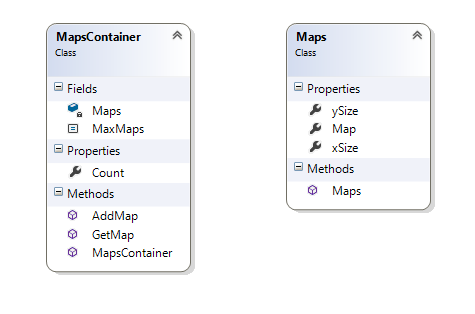 MapsContainer
Class
Fields
Maps
MaxMaps
Properties
Count
Methods
AddMap
GetMap
MapsContainer
Maps
Class
Properties
ySize
Map
xSize
Methods
Maps